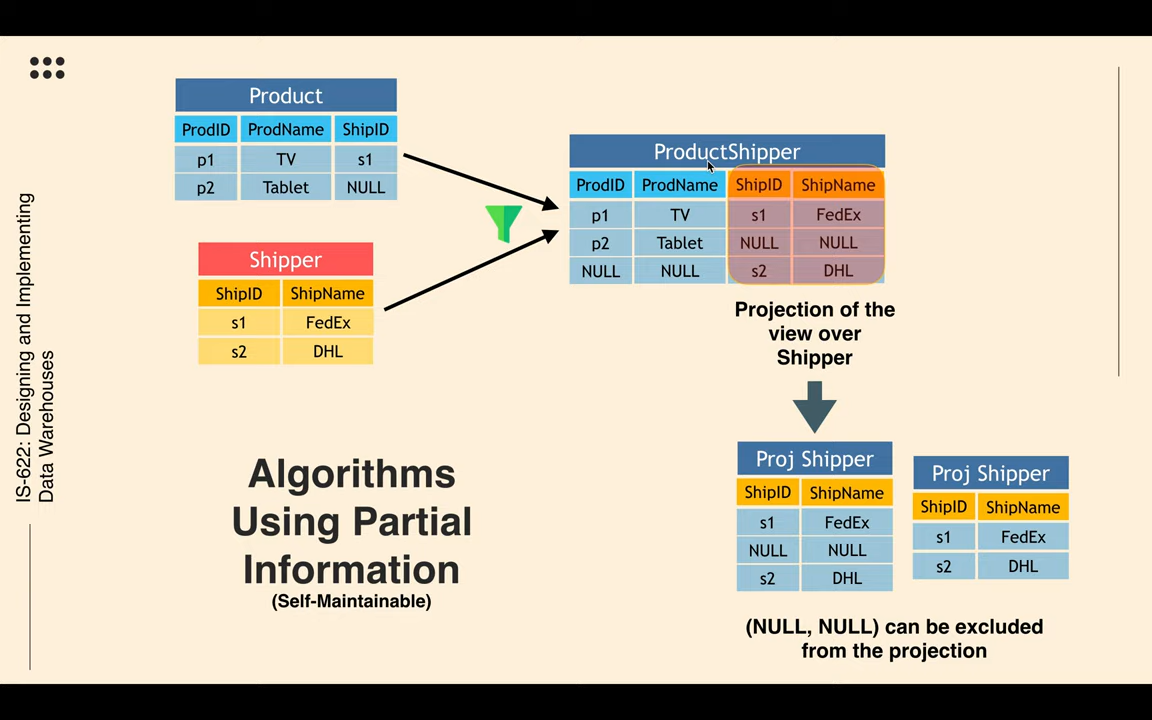 IS-622: Designing and Implementing
Data Warehouses
Product
ProdID ProdName ShipID
p1 TV s1
p2 Tablet NULL
Shipper
ShipID ShipName
s1 FedEx
s2 DHL
ProductShipper
ProdID ProdName ShipID ShipName
p1 TV s1 FedEx
p2 Tablet NULL NULL
NULL NULL s2 DHL
Projection of the
view over
Shipper
Algorithms
Using Partial
Information
(Self-Maintainable)
Proj Shipper
ShipID ShipName
s1 FedEx
NULL NULL
s2 DHL
Proj Shipper
ShipID ShipName
s1 FedEx
s2 DHL
(NULL, NULL) can be excluded
from the projection